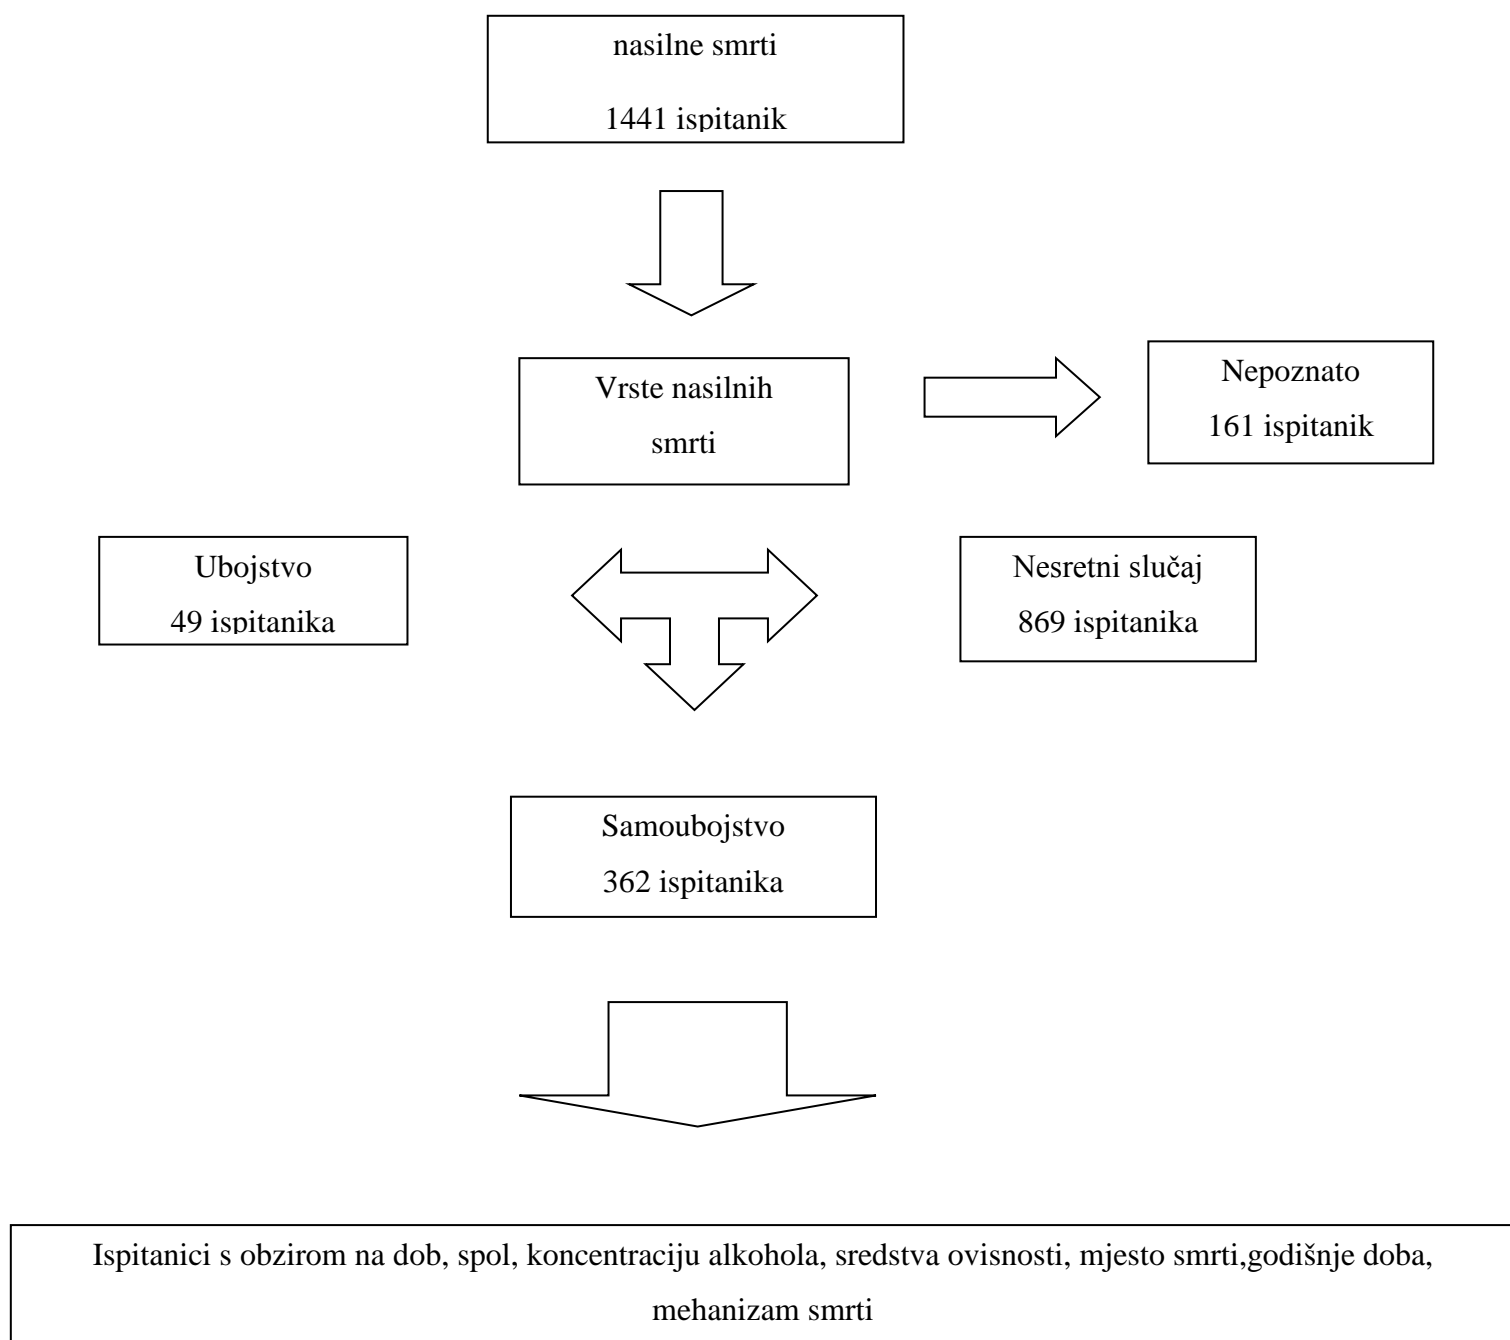 nasilne smrti
1441 ispitanik
Vrste nasilnih
smrti
Nepoznato
161 ispitanik
Ubojstvo
49 ispitanika
Nesretni slučaj
869 ispitanika
Samoubojstvo
362 ispitanika
Ispitanici s obzirom na dob, spol, koncentraciju alkohola, sredstva ovisnosti, mjesto smrti,godišnje doba,
mehanizam smrti